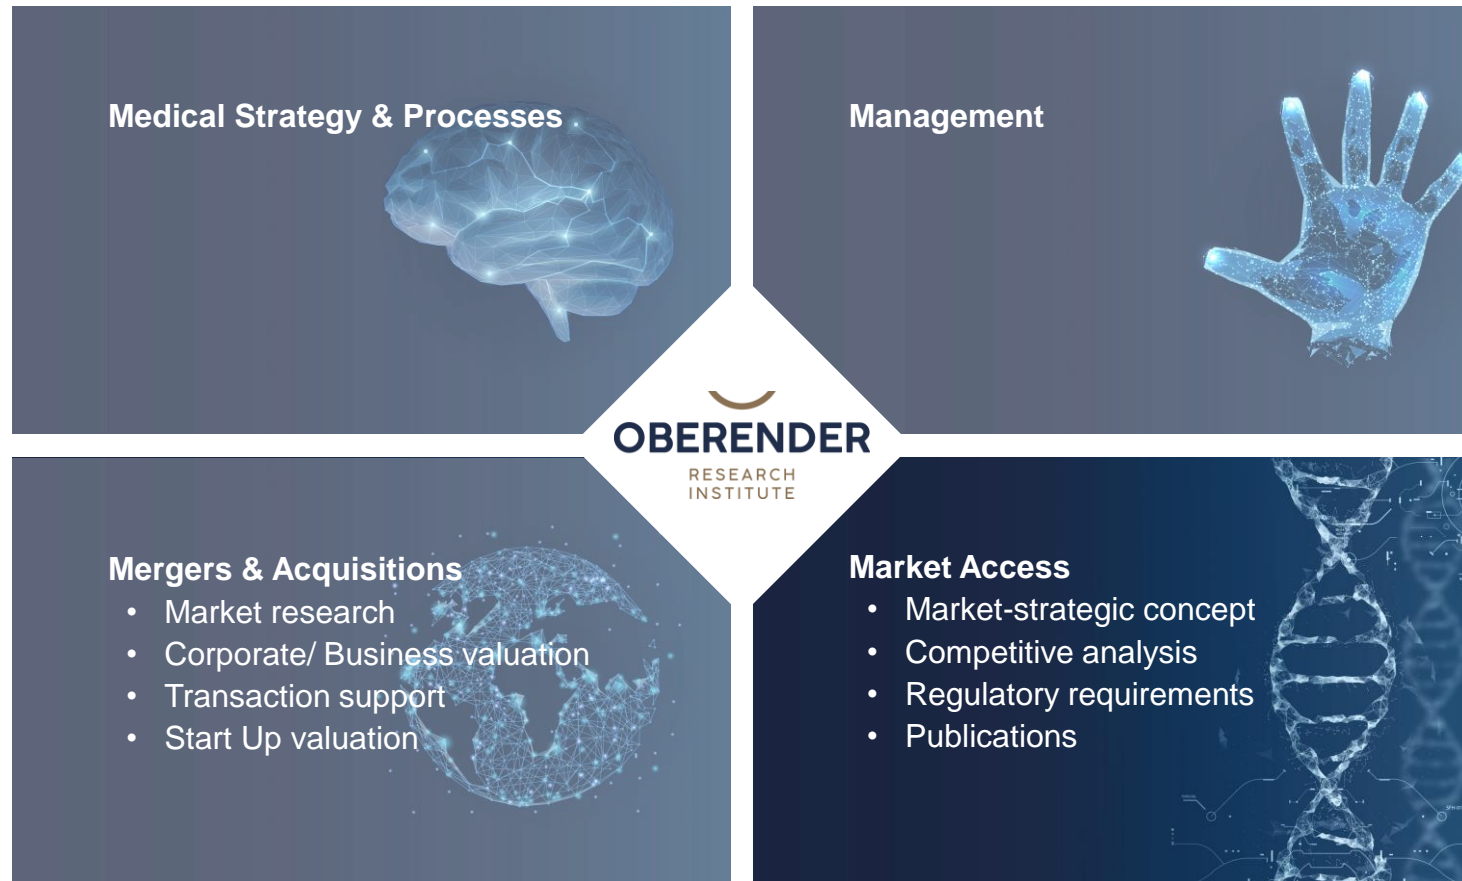 Medical Strategy & Processes
Management
OBERENDER
RESEARCH
INSTITUTE
Mergers & Acquisitions
• Market research
• Corporate/ Business valuation
• Transaction support
• Start Up valuation
Market Access
• Market-strategic concept
• Competitive analysis
• Regulatory requirements
• Publications